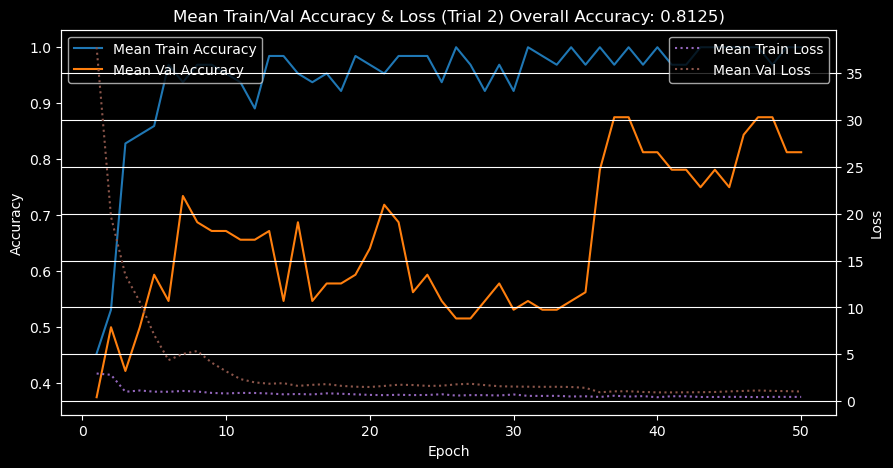 Mean Train/Val Accuracy & Loss (Trial 2) Overall Accuracy: 0.8125)
Mean Train Accuracy
Mean Val Accuracy
Mean Train Loss
Mean Val Loss
1.0
0.9
0.8
0.7
0.6
0.5
0.4
Accuracy
35
30
25
20
15
10
5
0
Loss
0 10 20 30 40 50
Epoch